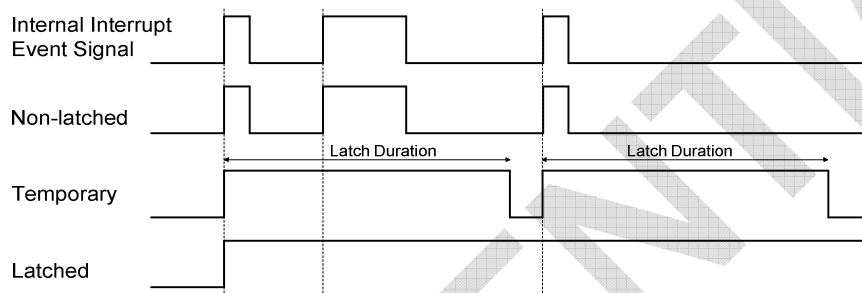 Internal Interrupt
Event Signal
Non-latched
Latch Duration
Latch Duration
Temporary
Latched